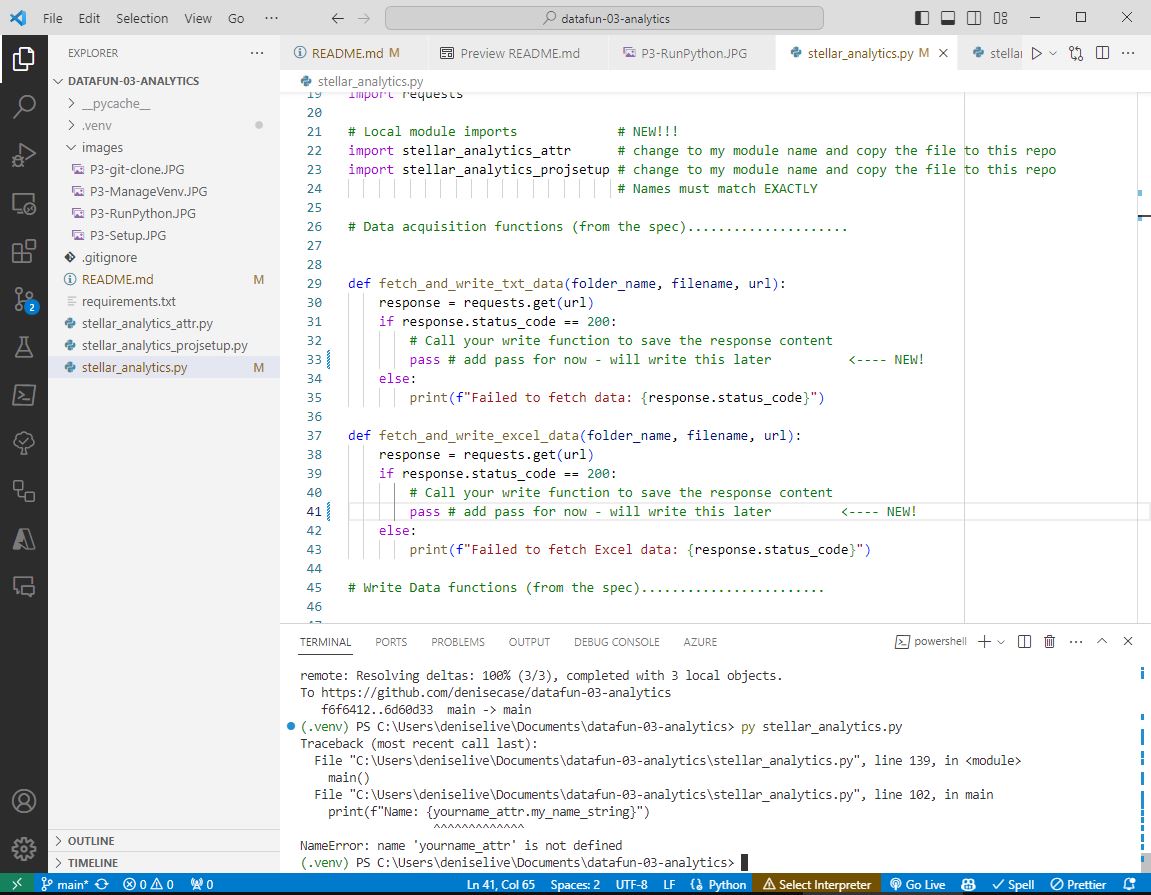 File Edit Selection View Go ··· datafun-03-analytics
EXPLORER ···
DATAFUN-03-ANALYTICS
__pycache__
.venv
images
P3-git-clone.JPG
P3-ManageVenv.JPG
P3-RunPython.JPG
P3-Setup.JPG
.gitignore
README.md M
requirements.txt
stellar_analytics_attr.py
stellar_analytics_projsetup.py
stellar_analytics.py M
2
OUTLINE
TIMELINE
README.md M Preview README.md P3-RunPython.JPG stellar_analytics.py M stellar
stellar_analytics.py
19 import requests
20
21 # Local module imports # NEW!!!
22 import stellar_analytics_attr # change to my module name and copy the file to this repo
23 import stellar_analytics_projsetup # change to my module name and copy the file to this repo
24 # Names must match EXACTLY
25
26 # Data acquisition functions (from the spec).....................
27
28
29 def fetch_and_write_txt_data(folder_name, filename, url):
30 response = requests.get(url)
31 if response.status_code == 200:
32 # Call your write function to save the response content
33 pass # add pass for now - will write this later <---- NEW!
34 else:
35 print(f"Failed to fetch data: {response.status_code}")
36
37 def fetch_and_write_excel_data(folder_name, filename, url):
38 response = requests.get(url)
39 if response.status_code == 200:
40 # Call your write function to save the response content
41 pass # add pass for now - will write this later <---- NEW!
42 else:
43 print(f"Failed to fetch Excel data: {response.status_code}")
44
45 # Write Data functions (from the spec)........................
46
TERMINAL PORTS PROBLEMS OUTPUT DEBUG CONSOLE AZURE powershell
remote: Resolving deltas: 100% (3/3), completed with 3 local objects.
To https://github.com/denisecase/datafun-03-analytics
f6f6412..6d60d33 main -> main
(.venv) PS C:\Users\deniselive\Documents\datafun-03-analytics> py stellar_analytics.py
Traceback (most recent call last):
File "C:\Users\deniselive\Documents\datafun-03-analytics\stellar_analytics.py", line 139, in <module>
main()
File "C:\Users\deniselive\Documents\datafun-03-analytics\stellar_analytics.py", line 102, in main
print(f"Name: {yourname_attr.my_name_string}")
^^^^^^^^^^^^^
NameError: name 'yourname_attr' is not defined
(.venv) PS C:\Users\deniselive\Documents\datafun-03-analytics>
main* 0 0 0 Ln 41, Col 65 Spaces: 2 UTF-8 LF Python Select Interpreter Go Live Spell Prettier